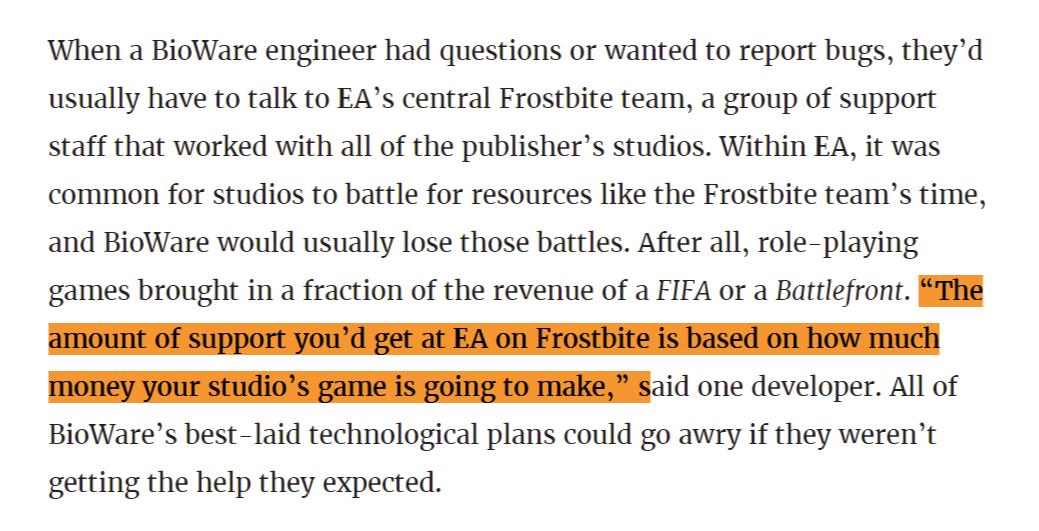 When a BioWare engineer had questions or wanted to report bugs, they’d
usually have to talk to EA’s central Frostbite team, a group of support
staff that worked with all of the publisher’s studios. Within EA, it was
common for studios to battle for resources like the Frostbite team’s time,
and BioWare would usually lose those battles. After all, role-playing
games brought in a fraction of the revenue of a FIFA or a Battlefront. “The
amount of support you’d get at EA on Frostbite is based on how much
money your studio’s game is going to make,” said one developer. All of
BioWare’s best-laid technological plans could go awry if they weren’t
getting the help they expected.